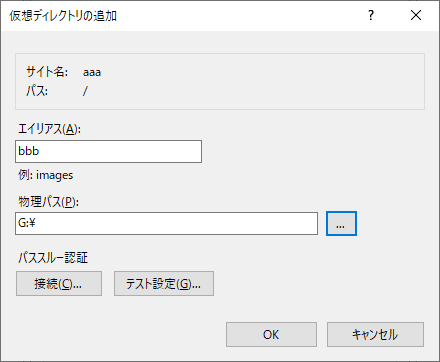 仮想ディレクトリの追加
サイト名: aaa
パス: /
エイリアス(A):
bbb
例: images
物理パス(P):
G:¥
...
パススルー認証
接続(C)...
テスト設定(G)...
OK
キャンセル